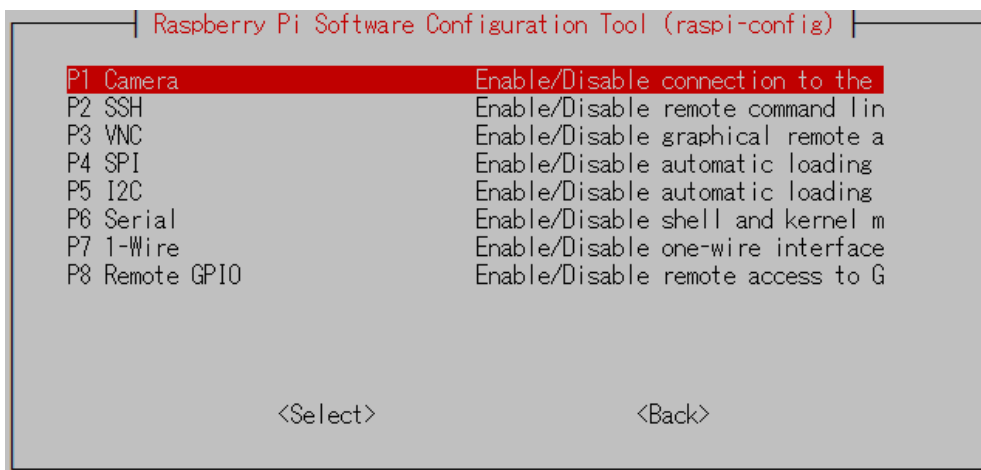 Raspberry Pi Software Configuration Tool (raspi-config)
P1 Camera Enable/Disable connection to the
P2 SSH Enable/Disable remote command lin
P3 VNC Enable/Disable graphical remote a
P4 SPI Enable/Disable automatic loading
P5 I2C Enable/Disable automatic loading
P6 Serial Enable/Disable shell and kernel m
P7 1-Wire Enable/Disable one-wire interface
P8 Remote GPIO Enable/Disable remote access to G
<Select> <Back>